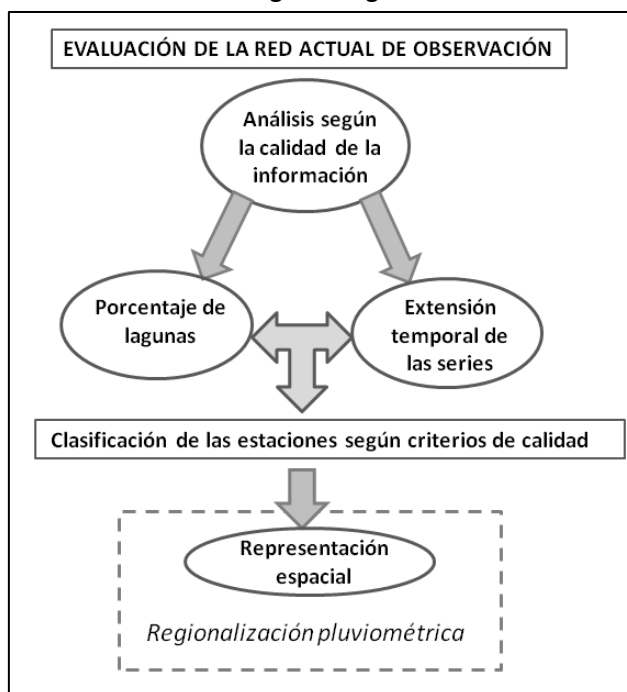 EVALUACIÓN DE LA RED ACTUAL DE OBSERVACIÓN
Análisis según
la calidad de la
información
Porcentaje de
lagunas
Extensión
temporal de
las series
Clasificación de las estaciones según criterios de calidad
Representación
espacial
Regionalización pluviométrica